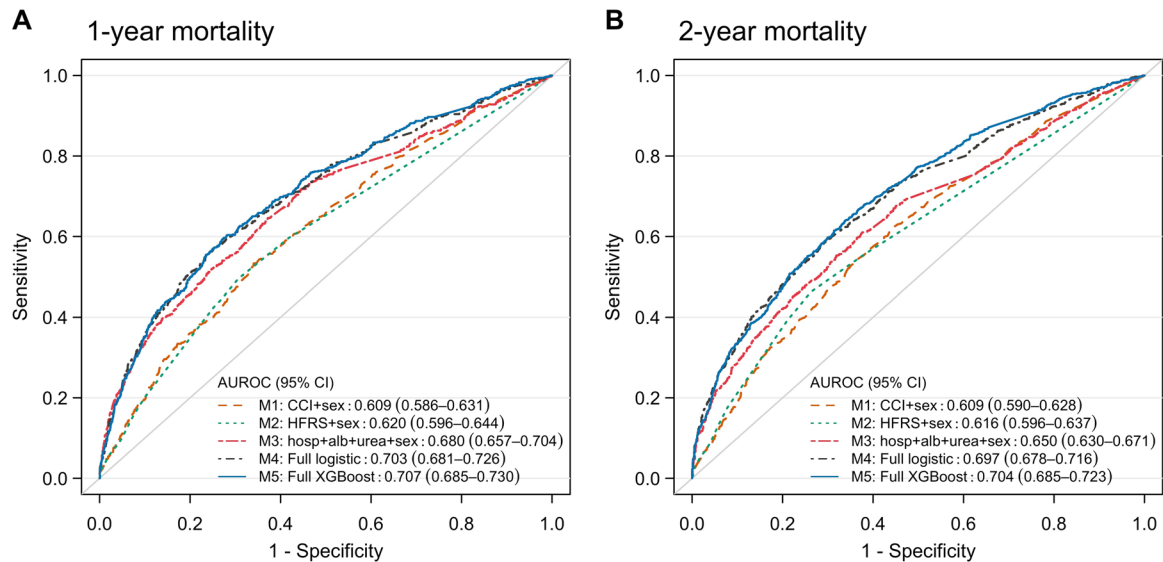 A
1-year mortality
Sensitivity
1.0
0.8
0.6
0.4
0.2
0.0
AUROC (95% CI)
M1: CCI+sex : 0.609 (0.586–0.631)
M2: HFRS+sex : 0.620 (0.596–0.644)
M3: hosp+alb+urea+sex : 0.680 (0.657–0.704)
M4: Full logistic : 0.703 (0.681–0.726)
M5: Full XGBoost : 0.707 (0.685–0.730)
0.0 0.2 0.4 0.6 0.8 1.0
1 - Specificity
B
2-year mortality
Sensitivity
1.0
0.8
0.6
0.4
0.2
0.0
AUROC (95% CI)
M1: CCI+sex : 0.609 (0.590–0.628)
M2: HFRS+sex : 0.616 (0.596–0.637)
M3: hosp+alb+urea+sex : 0.650 (0.630–0.671)
M4: Full logistic : 0.697 (0.678–0.716)
M5: Full XGBoost : 0.704 (0.685–0.723)
0.0 0.2 0.4 0.6 0.8 1.0
1 - Specificity